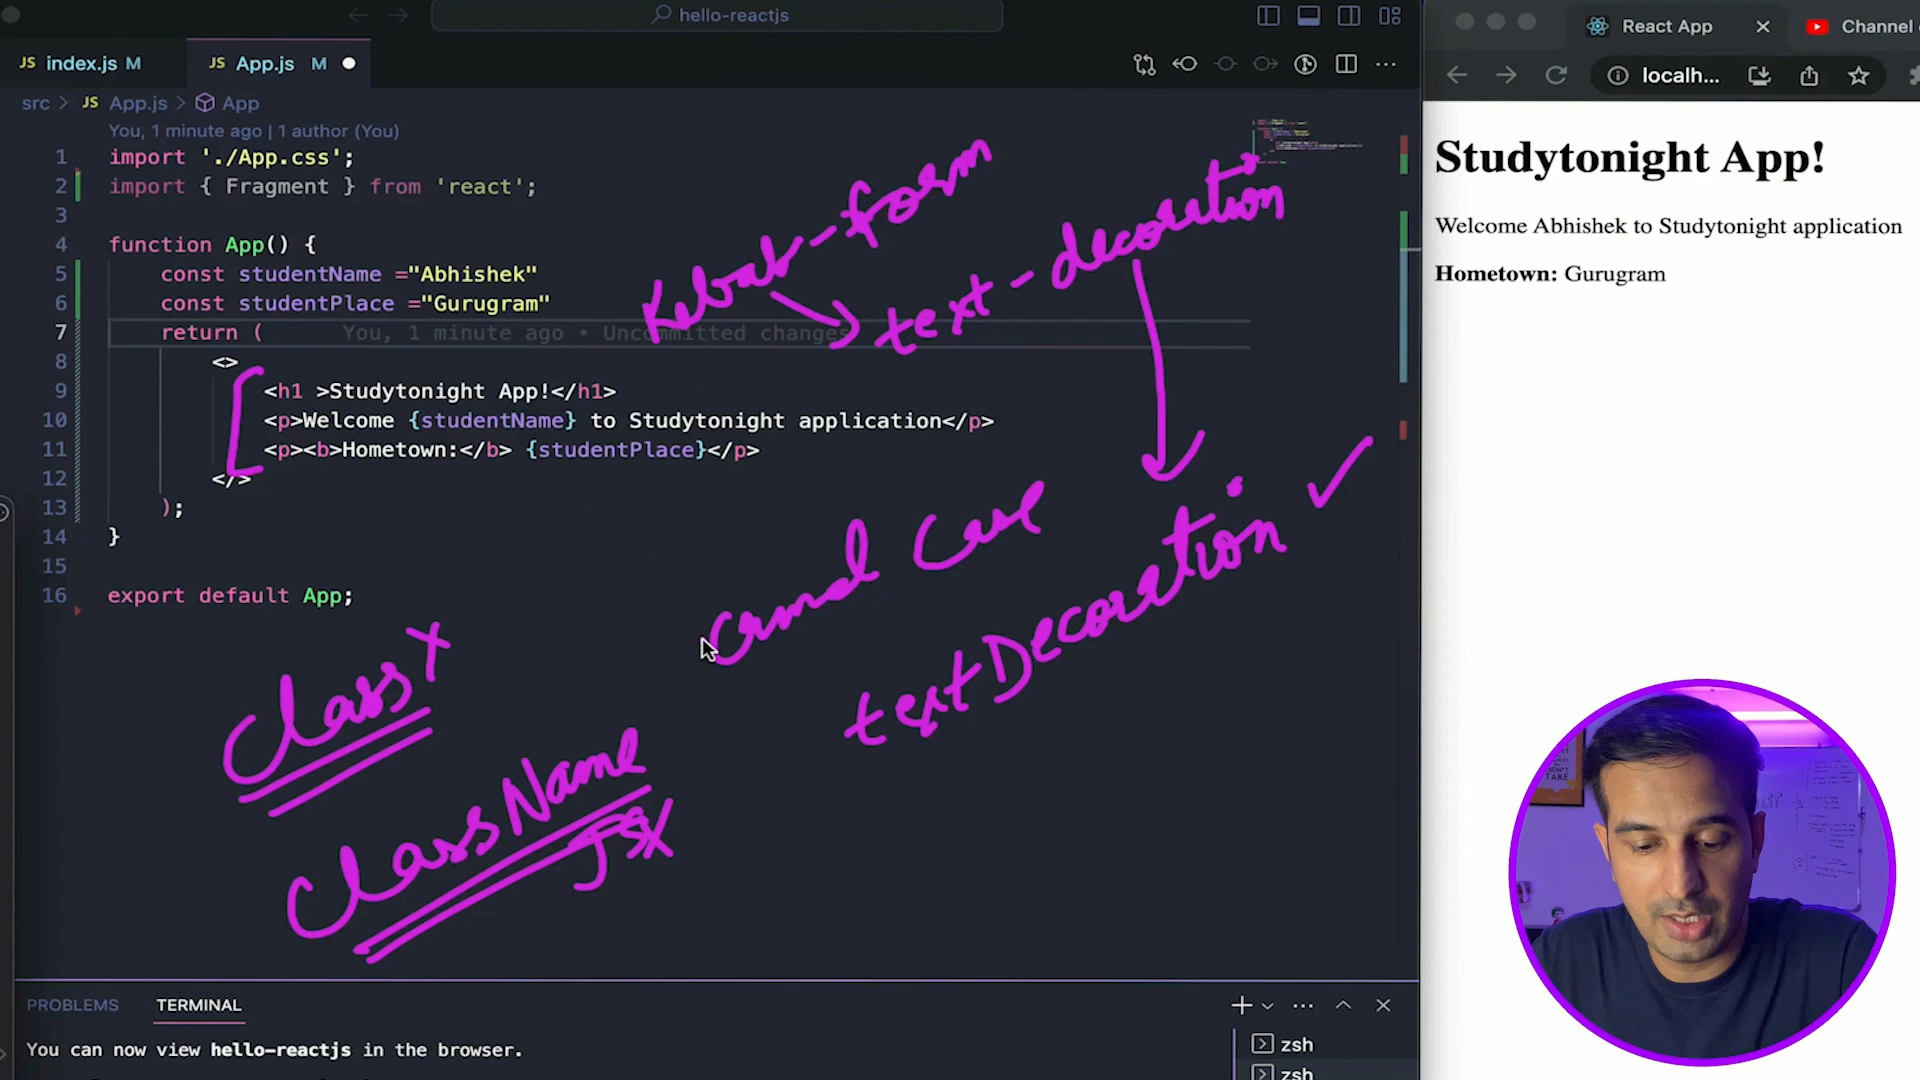 hello-reactjs
JS index.js M
JS App.js M
src > JS App.js > App
You, 1 minute ago | 1 author (You)
1 import './App.css';
2 import { Fragment } from 'react';
3
4 function App() {
5 const studentName ="Abhishek"
6 const studentPlace ="Gurugram"
7 return ( You, 1 minute ago • Uncommitted changes
8 <>
9 <h1 >Studytonight App!</h1>
10 <p>Welcome {studentName} to Studytonight application</p>
11 <p><b>Hometown:</b> {studentPlace}</p>
12 </>
13 );
14 }
15
16 export default App;
Kebab-form
text-decoration
Camel Case
textDecoration ✓
Class X
ClassName
JSX
PROBLEMS TERMINAL
You can now view hello-reactjs in the browser.
zsh
zsh
React App
Channel
localh...
Studytonight App!
Welcome Abhishek to Studytonight application
Hometown: Gurugram